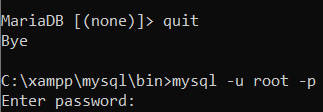 MariaDB [(none)]> quit
Bye
C:\xampp\mysql\bin>mysql -u root -p
Enter password: